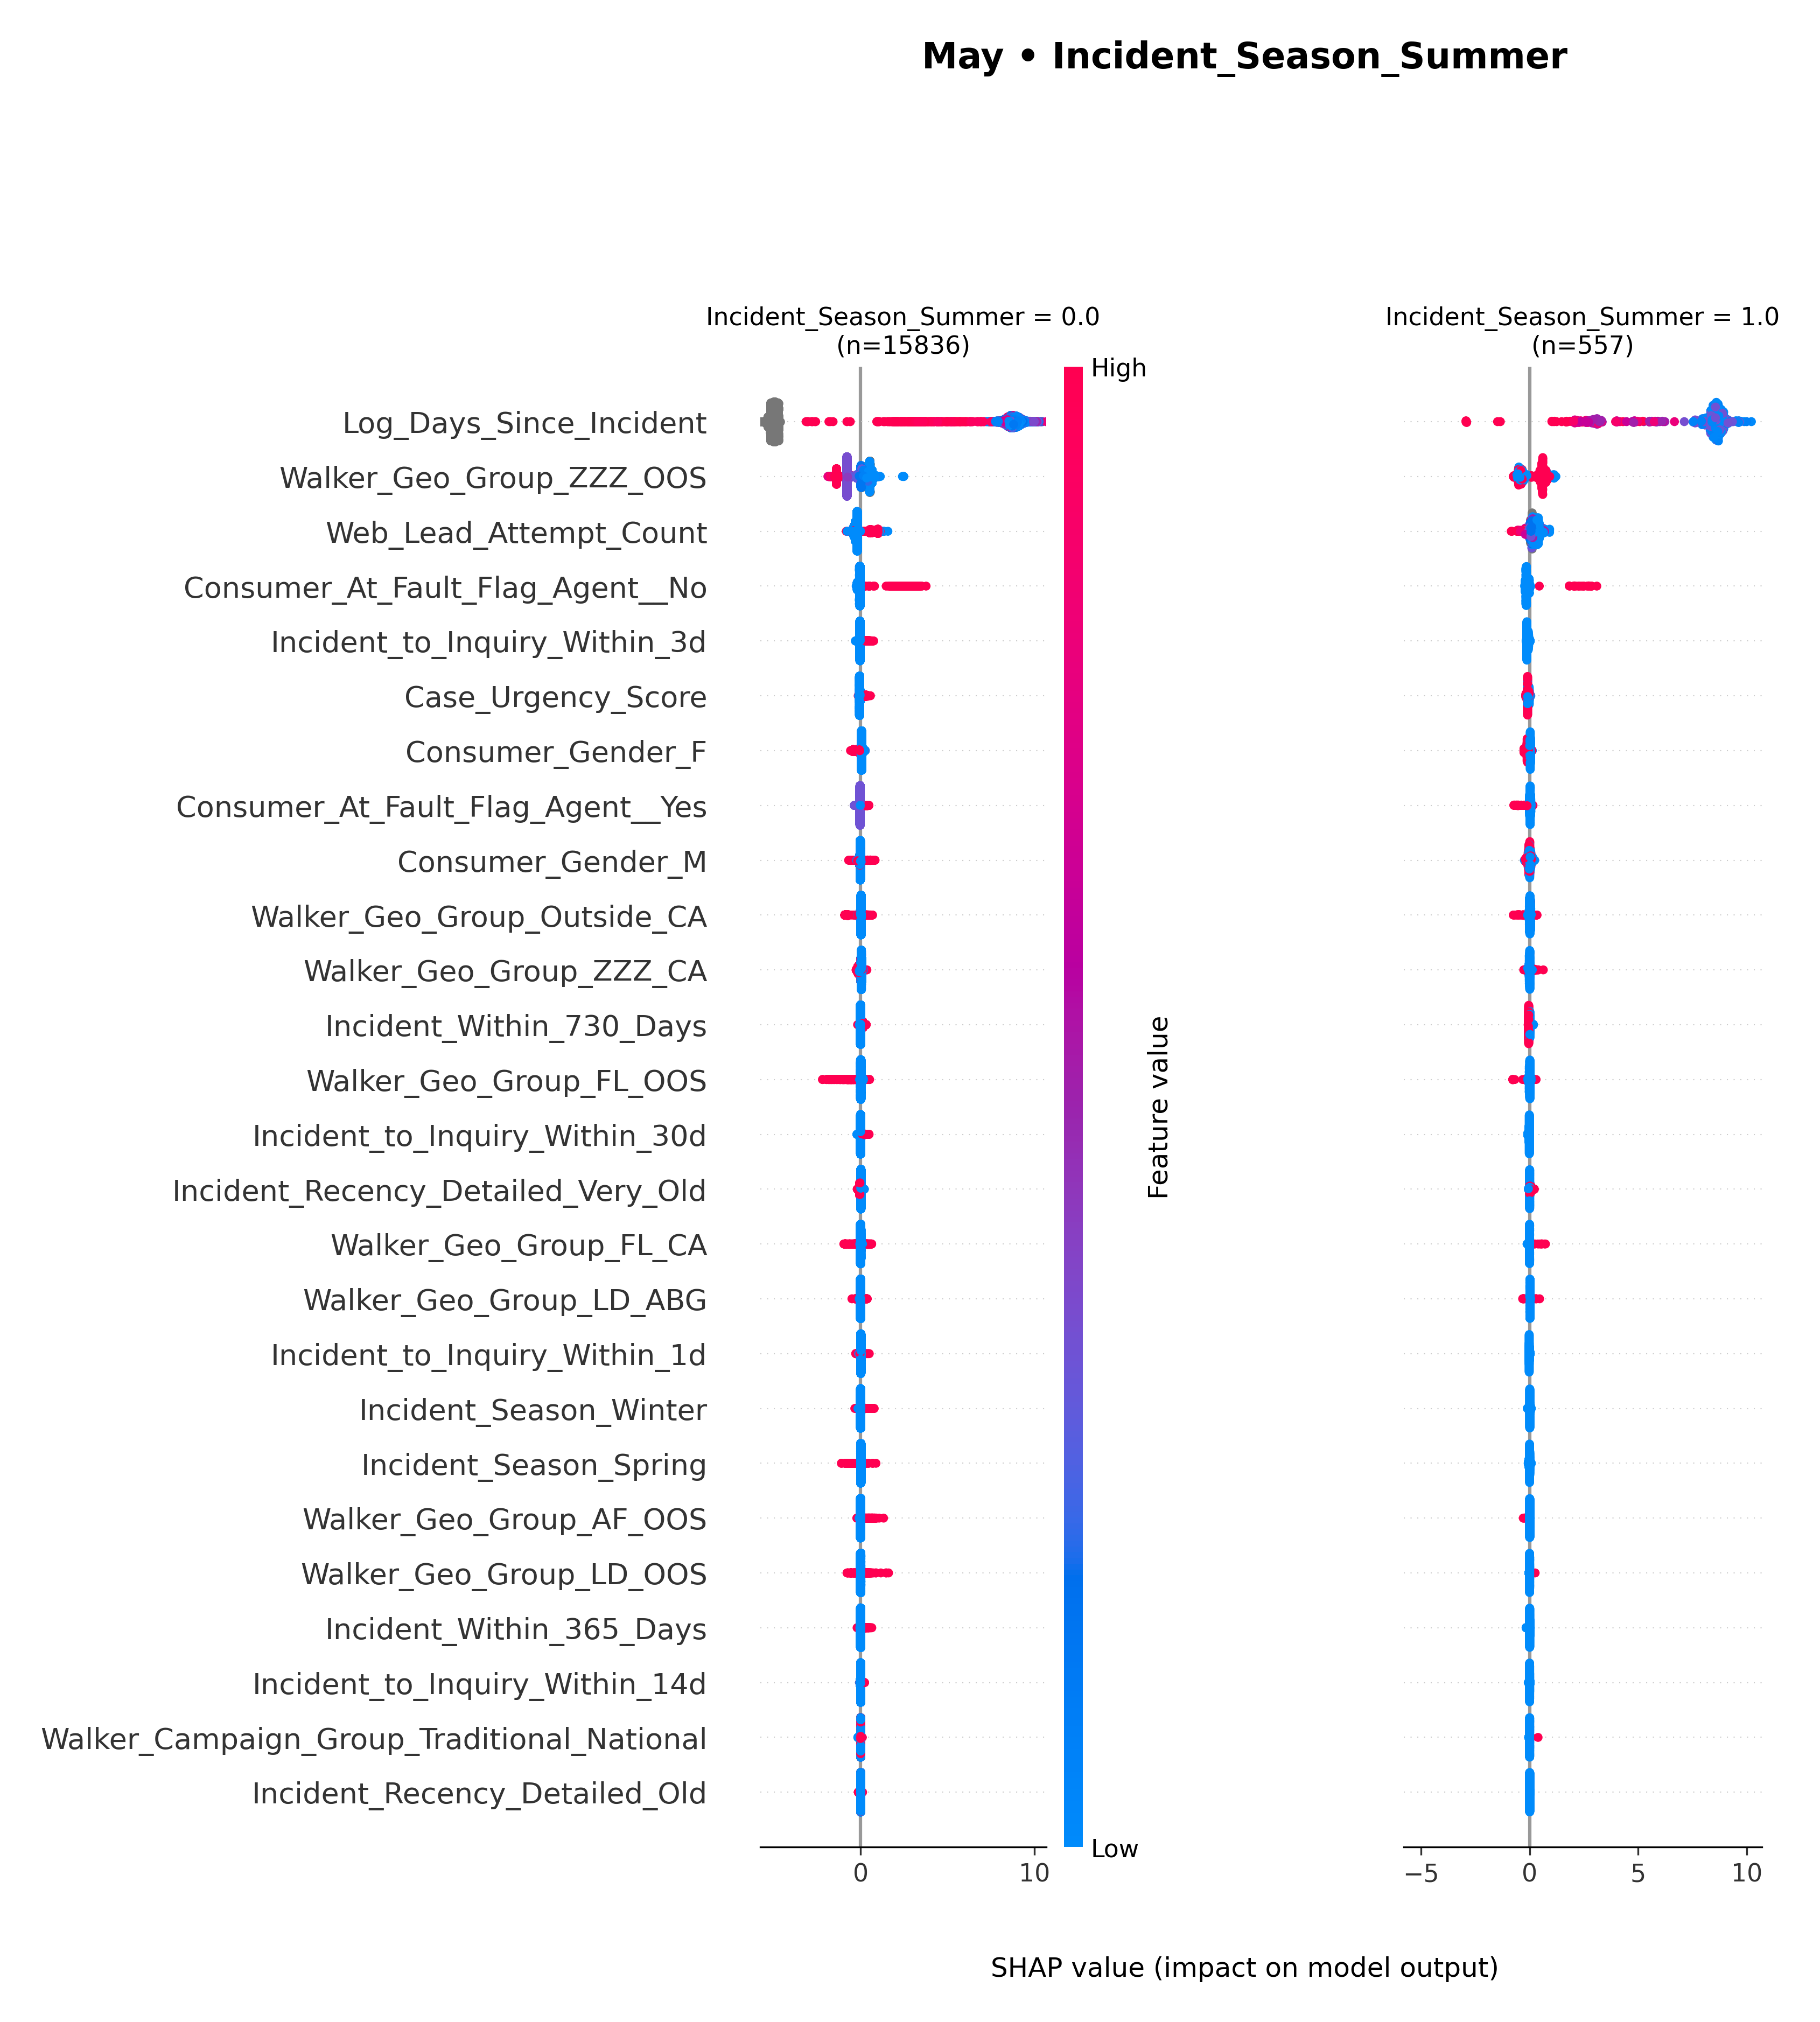 May • Incident_Season_Summer
Incident_Season_Summer = 0.0
(n=15836)
Incident_Season_Summer = 1.0
(n=557)
High
Log_Days_Since_Incident
Walker_Geo_Group_ZZZ_OOS
Web_Lead_Attempt_Count
Consumer_At_Fault_Flag_Agent__No
Incident_to_Inquiry_Within_3d
Case_Urgency_Score
Consumer_Gender_F
Consumer_At_Fault_Flag_Agent__Yes
Consumer_Gender_M
Walker_Geo_Group_Outside_CA
Walker_Geo_Group_ZZZ_CA
Incident_Within_730_Days
Walker_Geo_Group_FL_OOS
Incident_to_Inquiry_Within_30d
Incident_Recency_Detailed_Very_Old
Walker_Geo_Group_FL_CA
Walker_Geo_Group_LD_ABG
Incident_to_Inquiry_Within_1d
Incident_Season_Winter
Incident_Season_Spring
Walker_Geo_Group_AF_OOS
Walker_Geo_Group_LD_OOS
Incident_Within_365_Days
Incident_to_Inquiry_Within_14d
Walker_Campaign_Group_Traditional_National
Incident_Recency_Detailed_Old
Feature value
Low
0 10
−5 0 5 10
SHAP value (impact on model output)